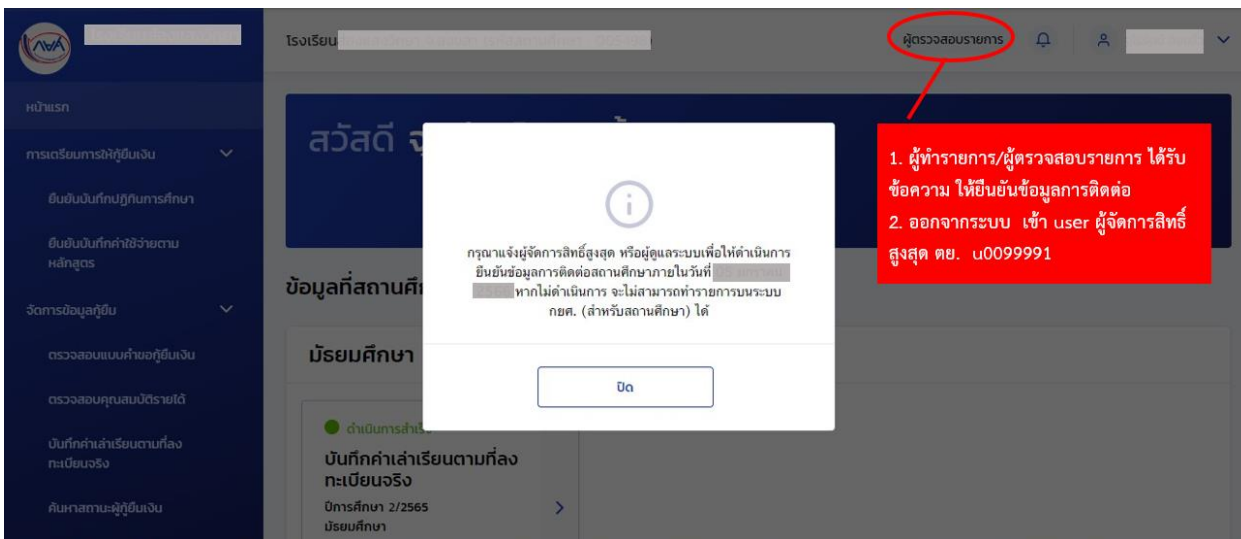 กยศ.
โรงเรียน
ผู้ตรวจสอบรายการ
หน้าแรก
การเตรียมการให้กู้ยืมเงิน
ยืนยันบันทึกปฏิทินการศึกษา
ยืนยันบันทึกค่าใช้จ่ายตาม
หลักสูตร
จัดการข้อมูลกู้ยืม
ตรวจสอบแบบคำขอกู้ยืมเงิน
ตรวจสอบคุณสมบัติรายได้
บันทึกค่าเล่าเรียนตามที่ลง
ทะเบียนจริง
ค้นหาสถานะผู้กู้ยืมเงิน
สวัสดี
กรุณาแจ้งผู้จัดการสิทธิ์สูงสุด หรือผู้ดูแลระบบเพื่อให้ดำเนินการ
ยืนยันข้อมูลการติดต่อสถานศึกษาภายในวันที่
หากไม่ดำเนินการ จะไม่สามารถทำรายการบนระบบ
กยศ. (สำหรับสถานศึกษา) ได้
ปิด
1. ผู้ทำรายการ/ผู้ตรวจสอบรายการ ได้รับ
ข้อความ ให้ยืนยันข้อมูลการติดต่อ
2. ออกจากระบบ เข้า user ผู้จัดการสิทธิ์
สูงสุด ตย. u0099991
มัธยมศึกษา
บันทึกค่าเล่าเรียนตามที่ลง
ทะเบียนจริง
ปีการศึกษา 2/2565
มัธยมศึกษา